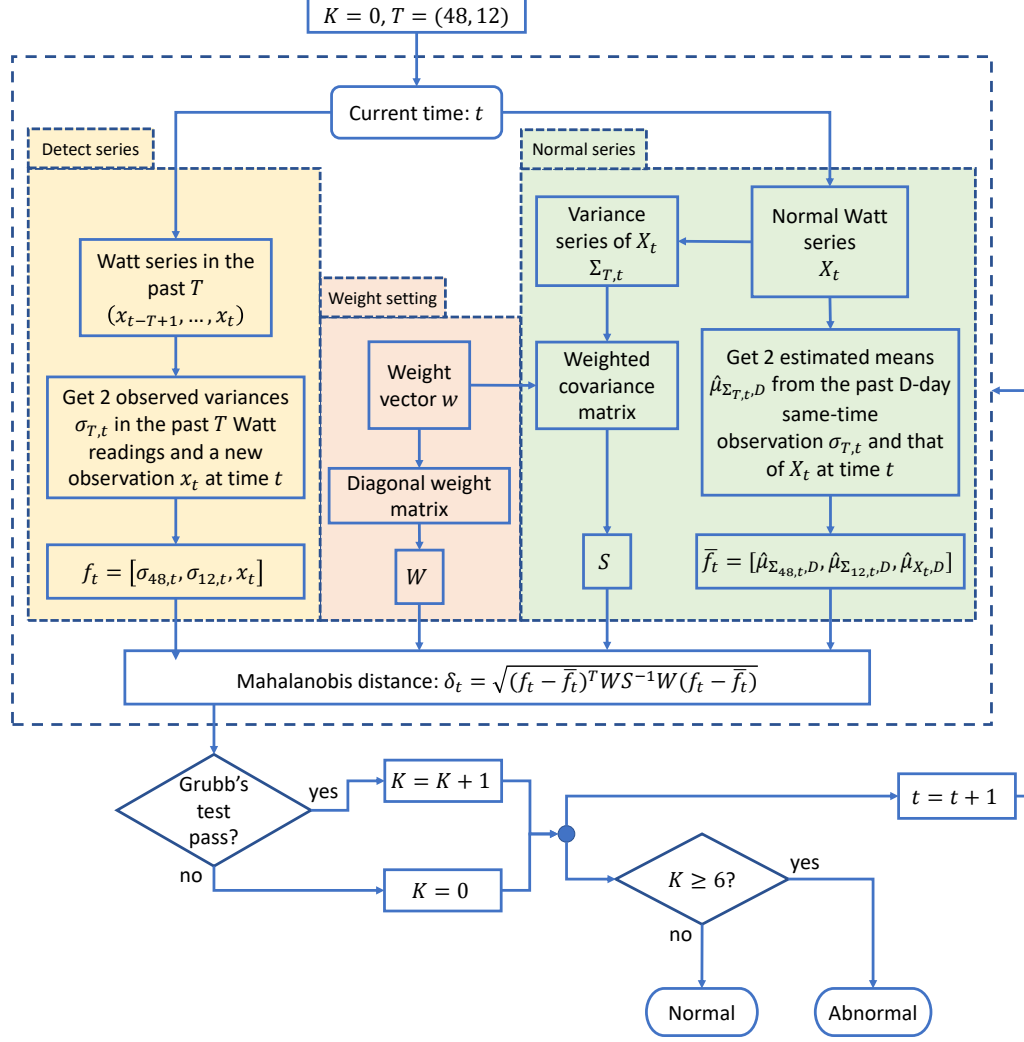 K = 0, T = (48, 12)
Current time: t
Detect series
Watt series in the
past T
(x_{t−T+1}, … , x_t)
Get 2 observed variances
σ_{T,t} in the past T Watt
readings and a new
observation x_t at time t
f_t = [σ_{48,t}, σ_{12,t}, x_t]
Weight setting
Weight
vector w
Diagonal weight
matrix
W
Normal series
Variance
series of X_t
Σ_{T,t}
Normal Watt
series
X_t
Weighted
covariance
matrix
S
Get 2 estimated means
μ̂_{Σ_{T,t},D} from the past D-day
same-time
observation σ_{T,t} and that
of X_t at time t
f̅_t = [μ̂_{Σ_{48,t},D}, μ̂_{Σ_{12,t},D}, μ̂_{X_t,D}]
Mahalanobis distance: δ_t = √((f_t − f̅_t)^T W S^{−1} W (f_t − f̅_t))
Grubb's
test
pass?
yes
no
K = K + 1
K = 0
t = t + 1
K ≥ 6?
yes
no
Normal
Abnormal